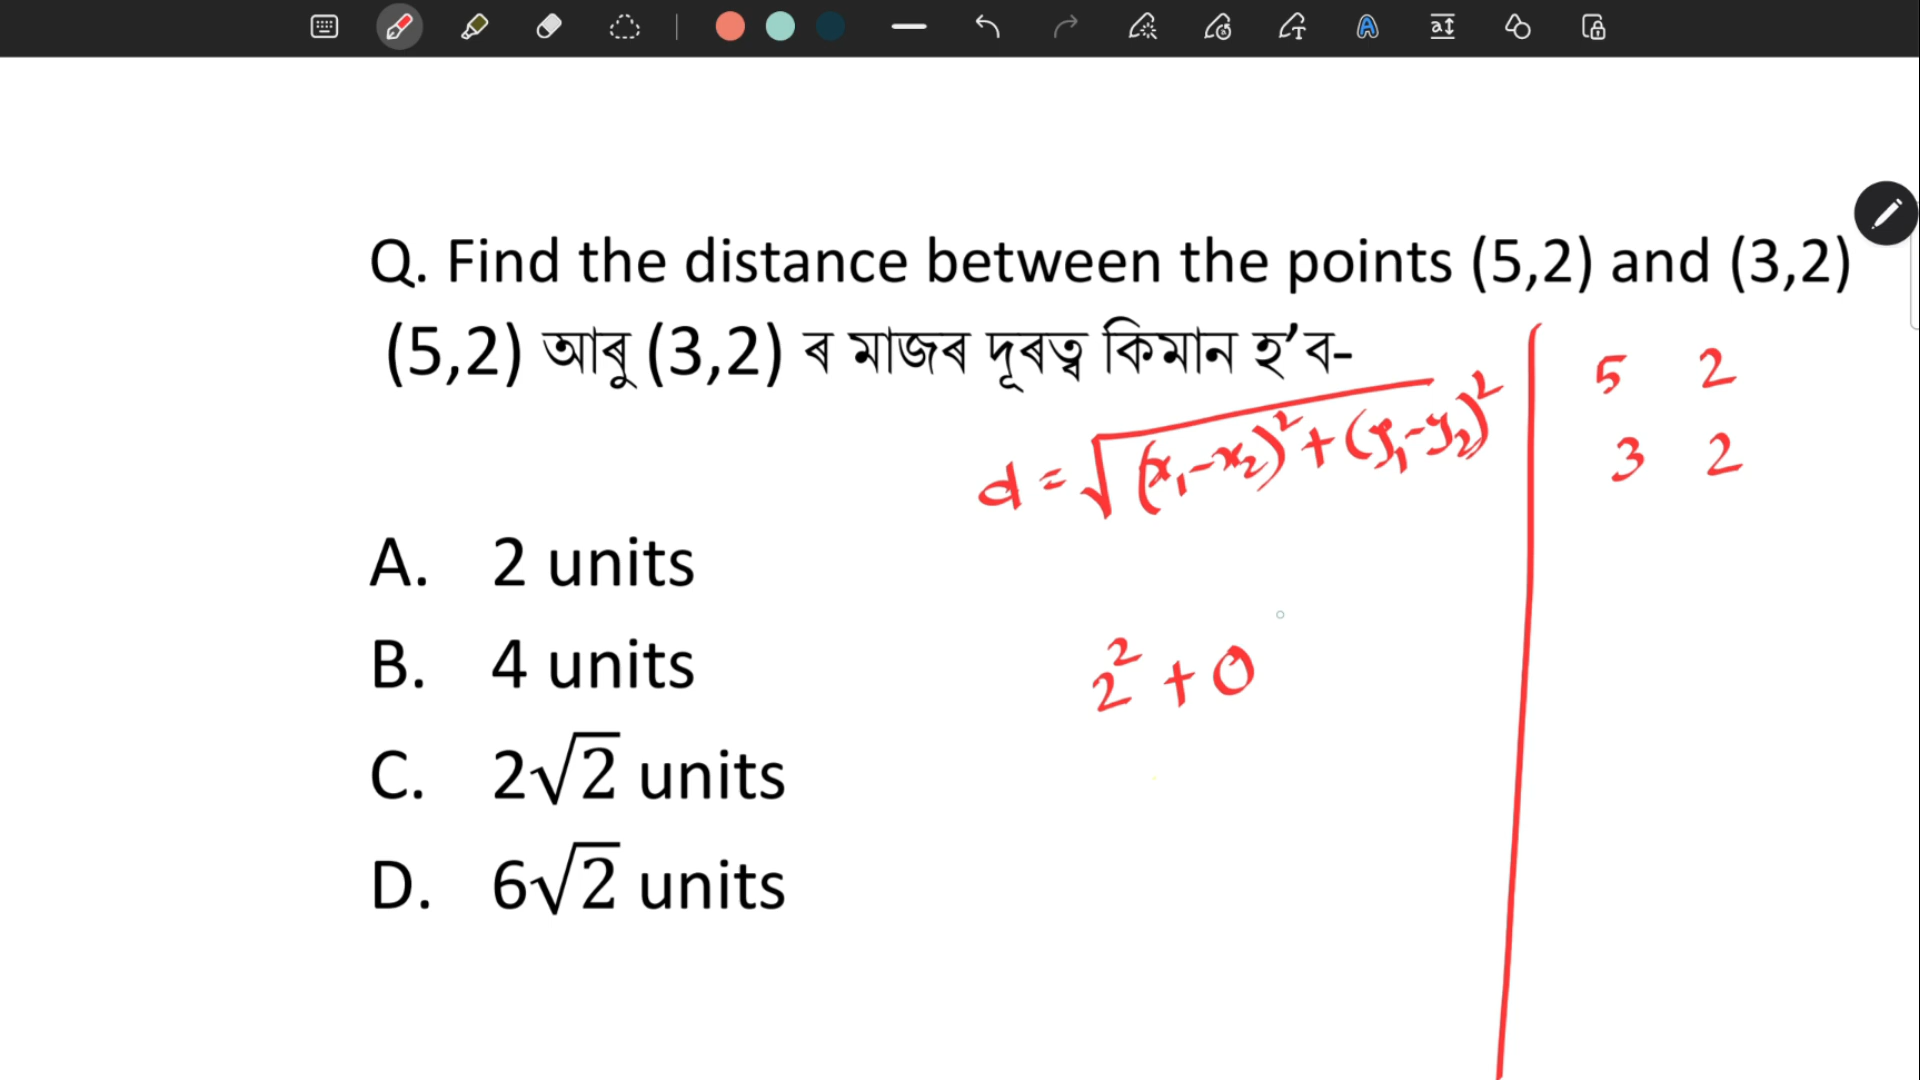 Q. Find the distance between the points (5,2) and (3,2)
(5,2) আৰু (3,2) ৰ মাজৰ দূৰত্ব কিমান হ’ব-
5 2
d = √(x₁-x₂)² + (y₁-y₂)²
3 2
A. 2 units
B. 4 units
2² + 0
C. 2√2 units
D. 6√2 units